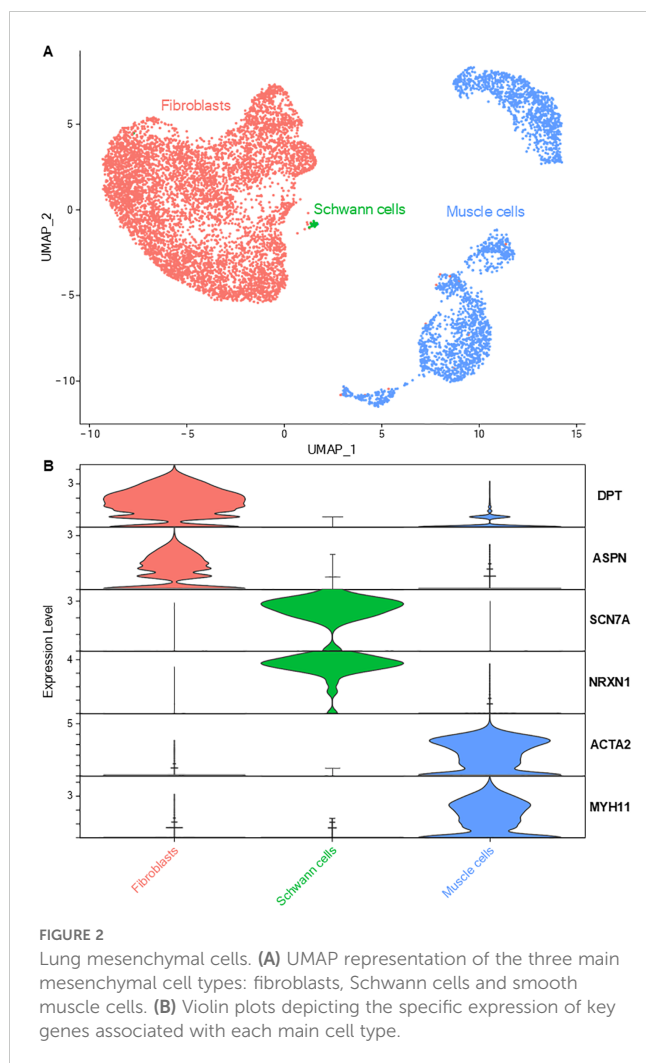 A
Fibroblasts
5
Schwann cells
Muscle cells
0
UMAP_2
−5
−10
−10 −5 0 5 10 15
UMAP_1
B
3 DPT
3 ASPN
3 SCN7A
Expression Level
4 NRXN1
5 ACTA2
3 MYH11
Fibroblasts Schwann cells Muscle cells
FIGURE 2
Lung mesenchymal cells. (A) UMAP representation of the three main
mesenchymal cell types: fibroblasts, Schwann cells and smooth
muscle cells. (B) Violin plots depicting the specific expression of key
genes associated with each main cell type.